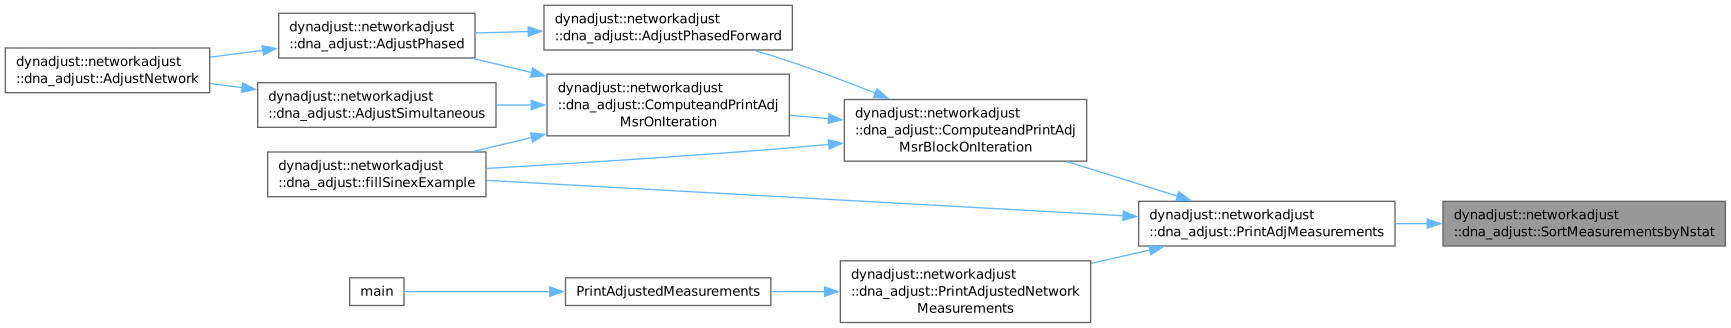 dynadjust::networkadjust
::dna_adjust::AdjustNetwork
dynadjust::networkadjust
::dna_adjust::AdjustPhased
dynadjust::networkadjust
::dna_adjust::AdjustSimultaneous
dynadjust::networkadjust
::dna_adjust::fillSinexExample
main
dynadjust::networkadjust
::dna_adjust::AdjustPhasedForward
dynadjust::networkadjust
::dna_adjust::ComputeandPrintAdj
MsrOnIteration
PrintAdjustedMeasurements
dynadjust::networkadjust
::dna_adjust::ComputeandPrintAdj
MsrBlockOnIteration
dynadjust::networkadjust
::dna_adjust::PrintAdjustedNetwork
Measurements
dynadjust::networkadjust
::dna_adjust::PrintAdjMeasurements
dynadjust::networkadjust
::dna_adjust::SortMeasurementsbyNstat